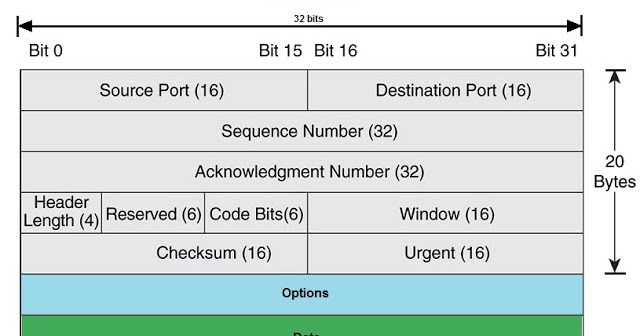 32 bits
Bit 0 Bit 15 Bit 16 Bit 31
Source Port (16) Destination Port (16)
Sequence Number (32)
20
Bytes
Acknowledgment Number (32)
Header
Length (4) Reserved (6) Code Bits(6) Window (16)
Checksum (16) Urgent (16)
Options